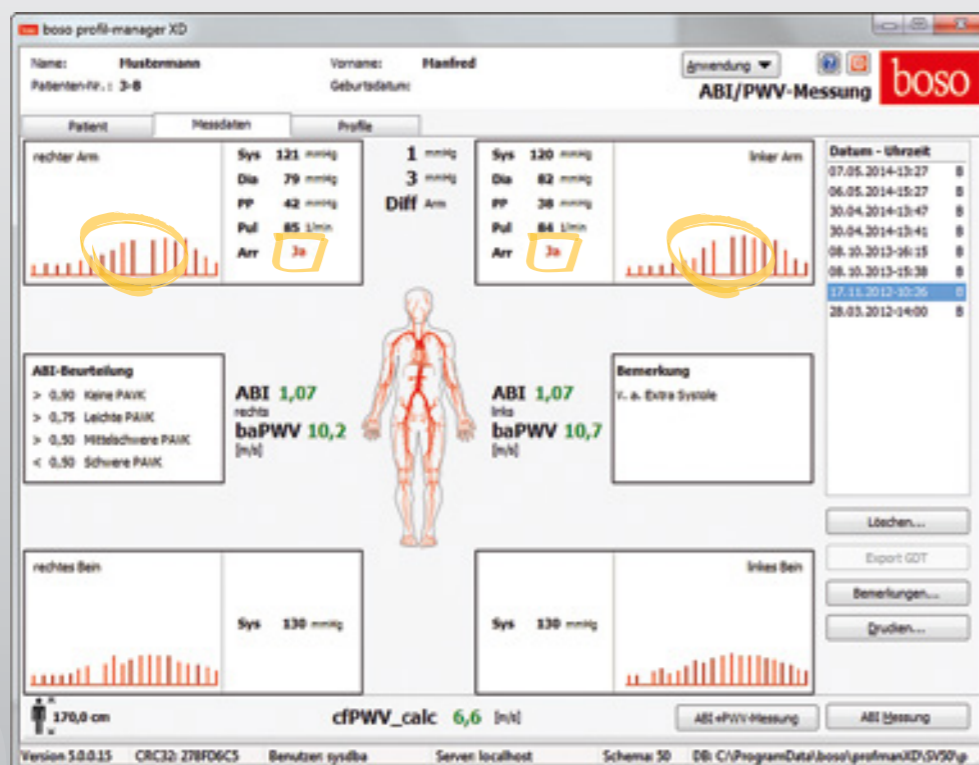 boso profil-manager XD
Name: Mustermann Vorname: Manfred Anwendung
Patienten-Nr.: 3-8 Geburtsdatum: ABI/PWV-Messung boso
Patient Messdaten Profile
rechter Arm
Sys 121 mmHg
Dia 79 mmHg
PP 42 mmHg
Pul 85 1/min
Arr Ja
1 mmHg
3 mmHg
Diff Arm
Sys 120 mmHg
Dia 82 mmHg
PP 38 mmHg
Pul 84 1/min
Arr Ja
linker Arm
Datum - Uhrzeit
07.05.2014-13:27 B
06.05.2014-15:27 B
30.04.2014-13:47 B
30.04.2014-13:41 B
08.10.2013-16:15 B
08.10.2013-15:38 B
17.11.2012-10:26 B
28.03.2012-14:00 B
ABI-Beurteilung
> 0,90 Keine PAVK
> 0,75 Leichte PAVK
> 0,50 Mittelschwere PAVK
< 0,50 Schwere PAVK
ABI 1,07
rechts
baPWV 10,2
[m/s]
ABI 1,07
links
baPWV 10,7
[m/s]
Bemerkung
V. a. Extra Systole
Löschen...
Export GDT
Bemerkungen...
Drucken...
rechtes Bein
Sys 130 mmHg
Sys 130 mmHg
linkes Bein
170,0 cm
cfPWV_calc 6,6 [m/s]
ABI+PWV-Messung
ABI Messung
Version 5.0.0.15 CRC32: 278FD6C5 Benutzer: sysdba Server: localhost Schema: 50 DB: C:\ProgramData\boso\profmanXD\SV50\p